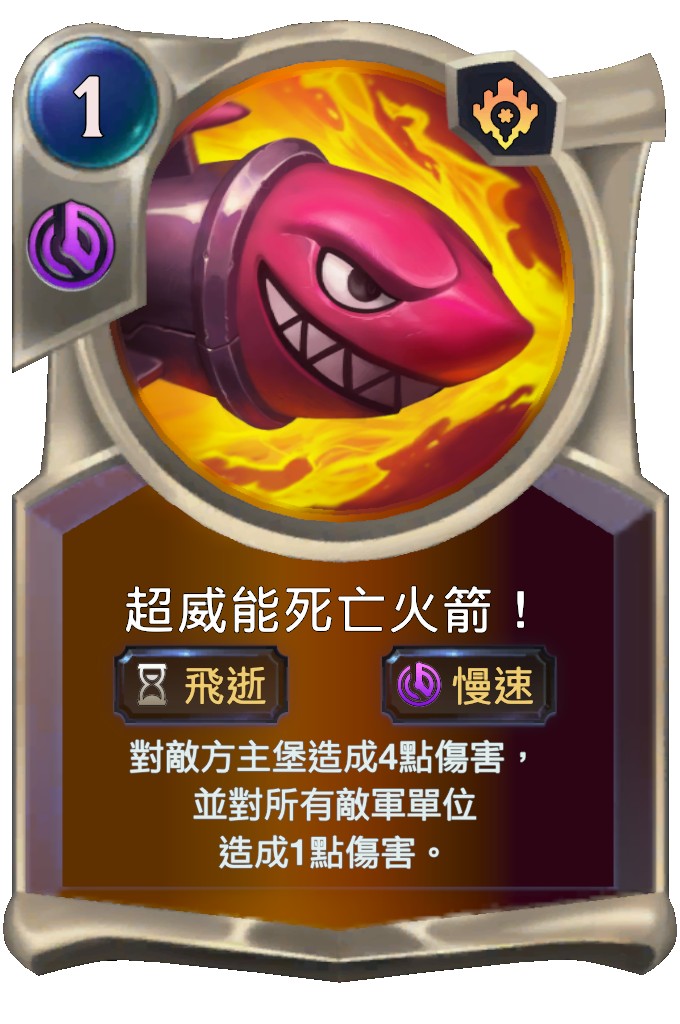 1
超威能死亡火箭！
飛逝
慢速
對敵方主堡造成4點傷害，
並對所有敵軍單位
造成1點傷害。